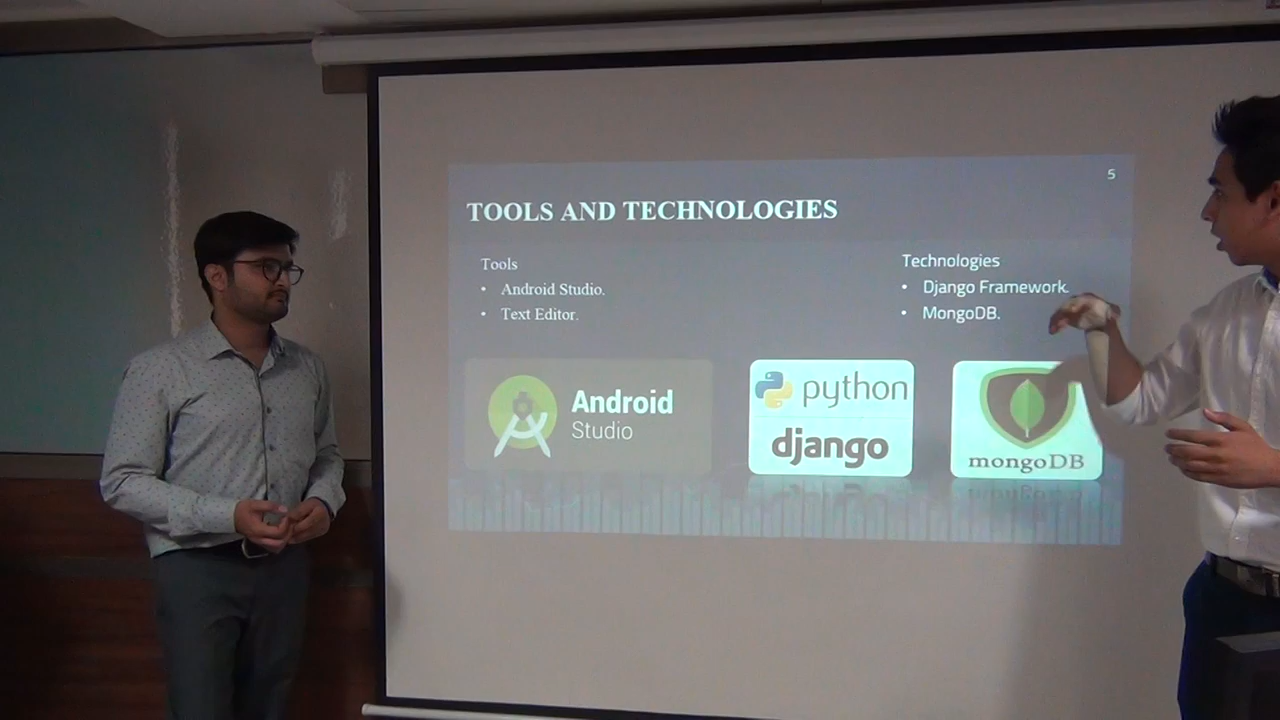 5
TOOLS AND TECHNOLOGIES
Tools
• Android Studio.
• Text Editor.
Technologies
• Django Framework.
• MongoDB.
Android
Studio
python
django
mongoDB